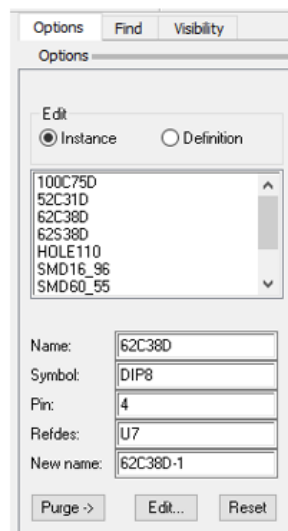 Options Find Visibility
Options
Edit
Instance Definition
100C75D
52C31D
62C38D
62S38D
HOLE110
SMD16_96
SMD60_55
Name: 62C38D
Symbol: DIP8
Pin: 4
Refdes: U7
New name: 62C38D-1
Purge -> Edit... Reset